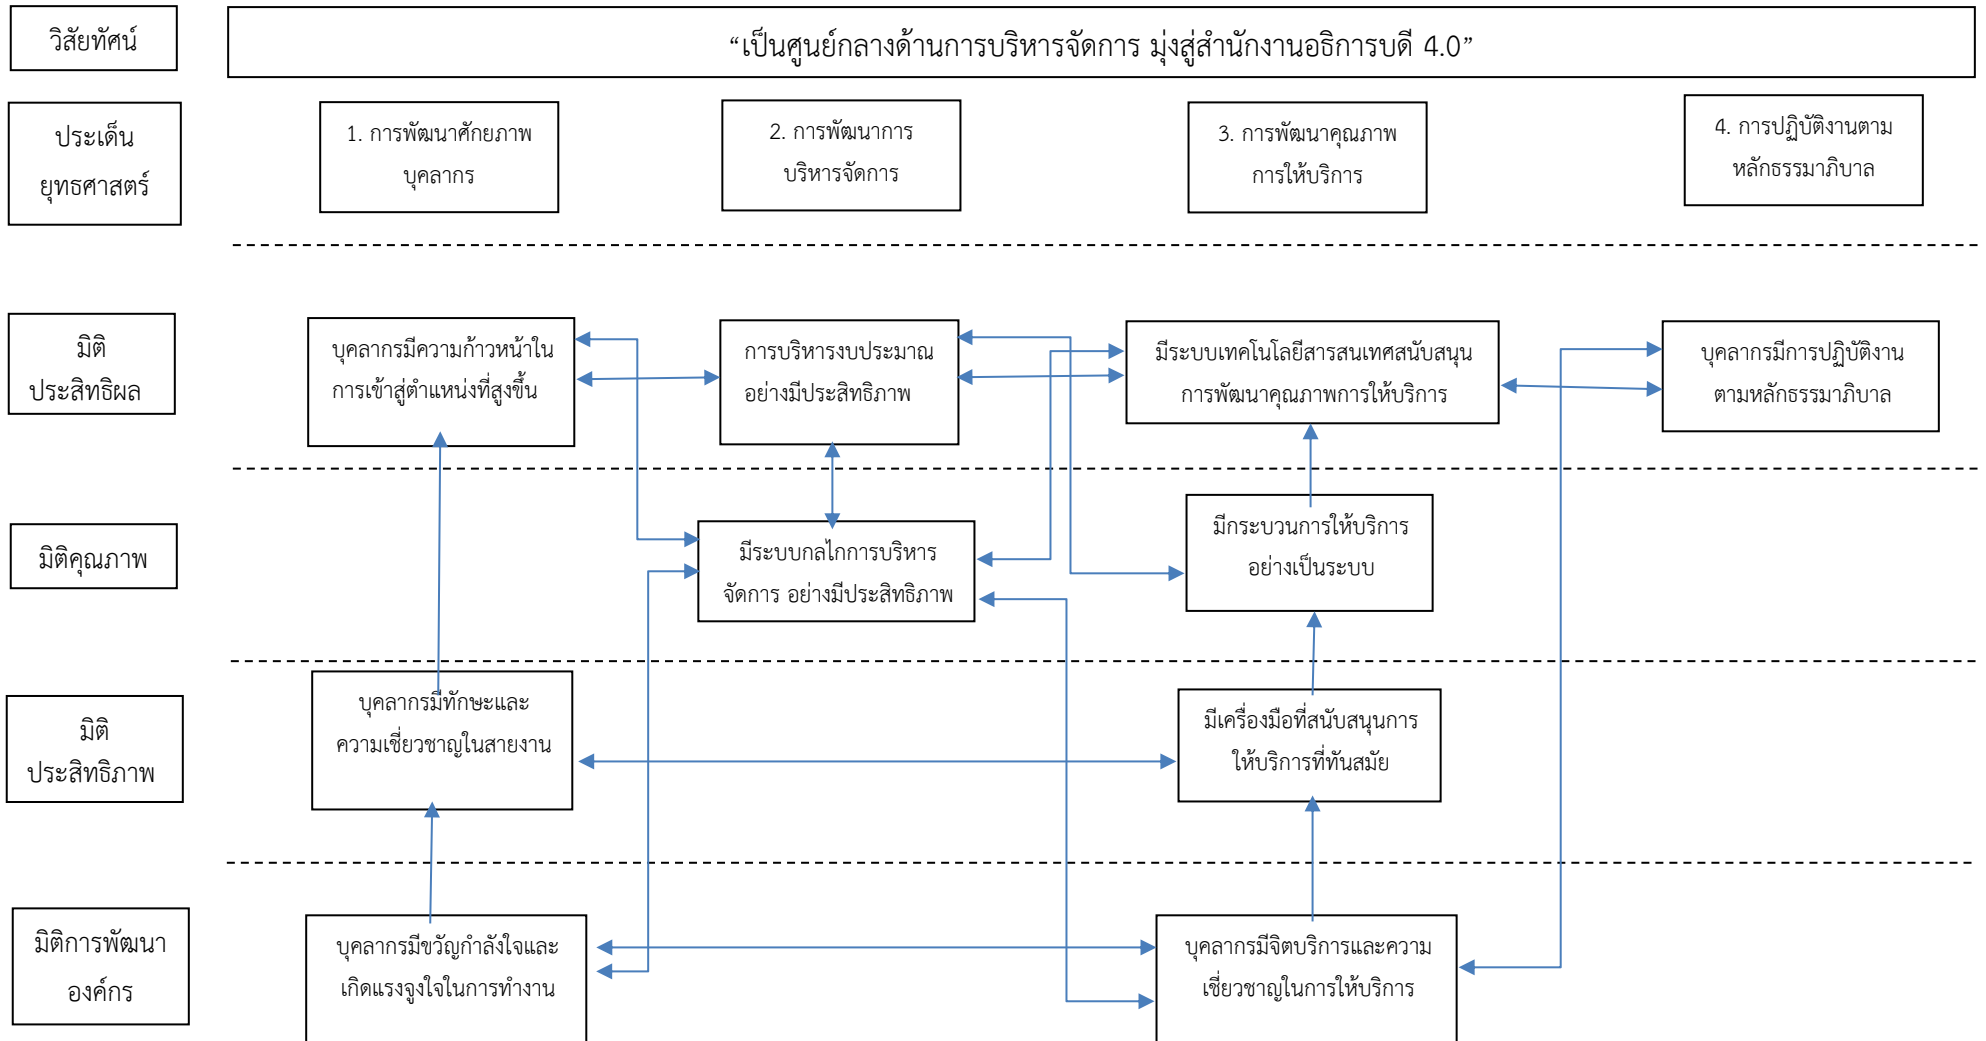 วิสัยทัศน์
“เป็นศูนย์กลางด้านการบริหารจัดการ มุ่งสู่สำนักงานอธิการบดี 4.0”
ประเด็น
ยุทธศาสตร์
1. การพัฒนาศักยภาพ
บุคลากร
2. การพัฒนาการ
บริหารจัดการ
3. การพัฒนาคุณภาพ
การให้บริการ
4. การปฏิบัติงานตาม
หลักธรรมาภิบาล
มิติ
ประสิทธิผล
บุคลากรมีความก้าวหน้าใน
การเข้าสู่ตำแหน่งที่สูงขึ้น
การบริหารงบประมาณ
อย่างมีประสิทธิภาพ
มีระบบเทคโนโลยีสารสนเทศสนับสนุน
การพัฒนาคุณภาพการให้บริการ
บุคลากรมีการปฏิบัติงาน
ตามหลักธรรมาภิบาล
มิติคุณภาพ
มีระบบกลไกการบริหาร
จัดการ อย่างมีประสิทธิภาพ
มีกระบวนการให้บริการ
อย่างเป็นระบบ
มิติ
ประสิทธิภาพ
บุคลากรมีทักษะและ
ความเชี่ยวชาญในสายงาน
มีเครื่องมือที่สนับสนุนการ
ให้บริการที่ทันสมัย
มิติการพัฒนา
องค์กร
บุคลากรมีขวัญกำลังใจและ
เกิดแรงจูงใจในการทำงาน
บุคลากรมีจิตบริการและความ
เชี่ยวชาญในการให้บริการ